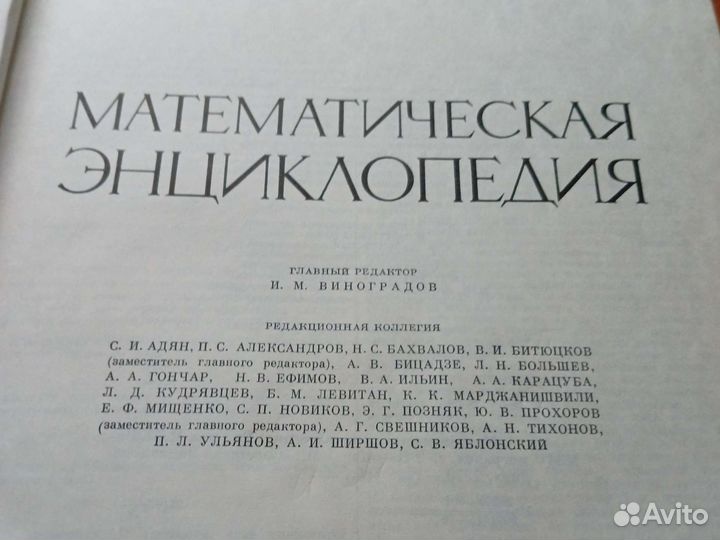 МАТЕМАТИЧЕСКАЯ
ЭНЦИКЛОПЕДИЯ
ГЛАВНЫЙ РЕДАКТОР
И. М. ВИНОГРАДОВ
РЕДАКЦИОННАЯ КОЛЛЕГИЯ
С. И. АДЯН, П. С. АЛЕКСАНДРОВ, Н. С. БАХВАЛОВ, В. И. БИТЮЦКОВ
(заместитель главного редактора), А. В. БИЦАДЗЕ, Л. Н. БОЛЬШЕВ,
А. А. ГОНЧАР, Н. В. ЕФИМОВ, В. А. ИЛЬИН, А. А. КАРАЦУБА,
Л. Д. КУДРЯВЦЕВ, Б. М. ЛЕВИТАН, К. К. МАРДЖАНИШВИЛИ,
Е. Ф. МИЩЕНКО, С. П. НОВИКОВ, Э. Г. ПОЗНЯК, Ю. В. ПРОХОРОВ
(заместитель главного редактора), А. Г. СВЕШНИКОВ, А. Н. ТИХОНОВ,
П. Л. УЛЬЯНОВ, А. И. ШИРШОВ, С. В. ЯБЛОНСКИЙ
Avito